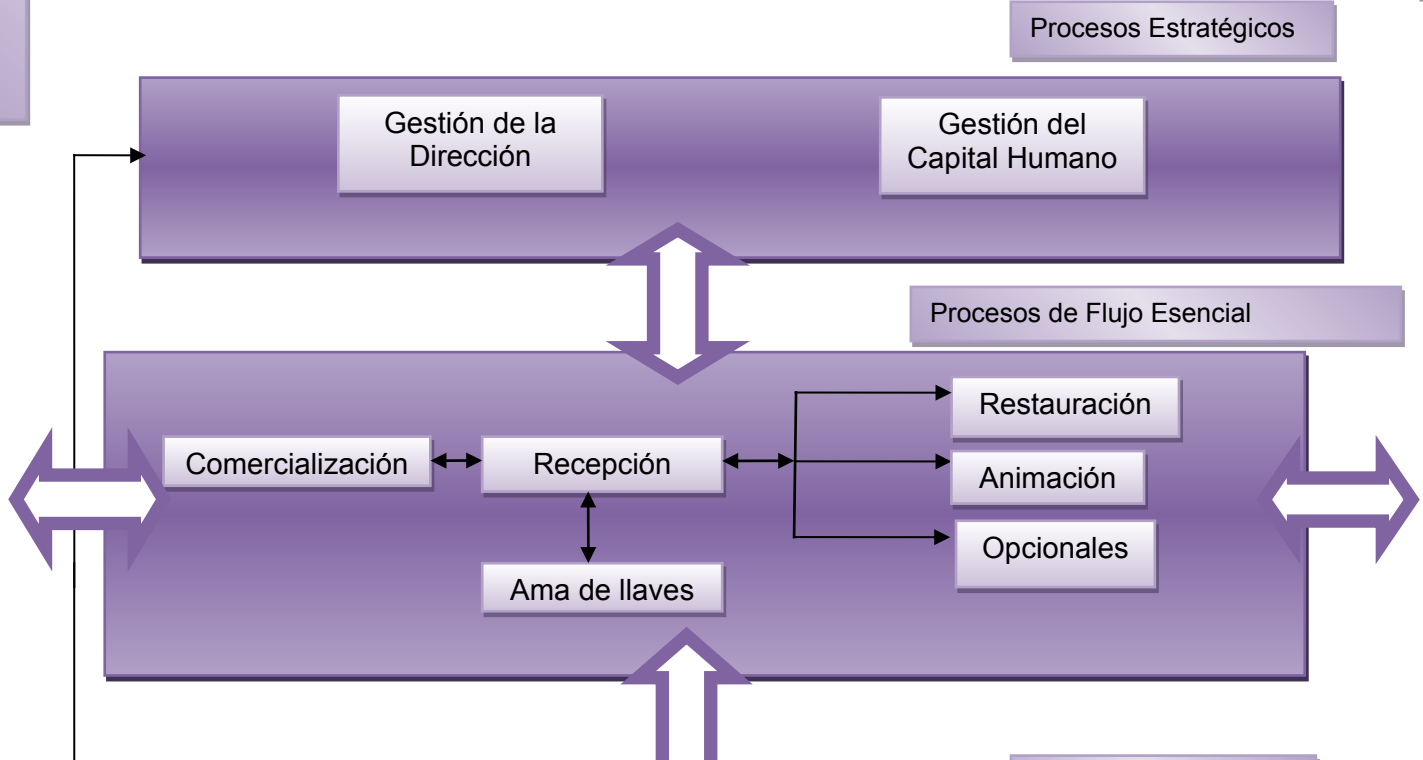 Procesos Estratégicos
Gestión de la
Dirección
Gestión del
Capital Humano
Procesos de Flujo Esencial
Restauración
Comercialización
Recepción
Animación
Opcionales
Ama de llaves